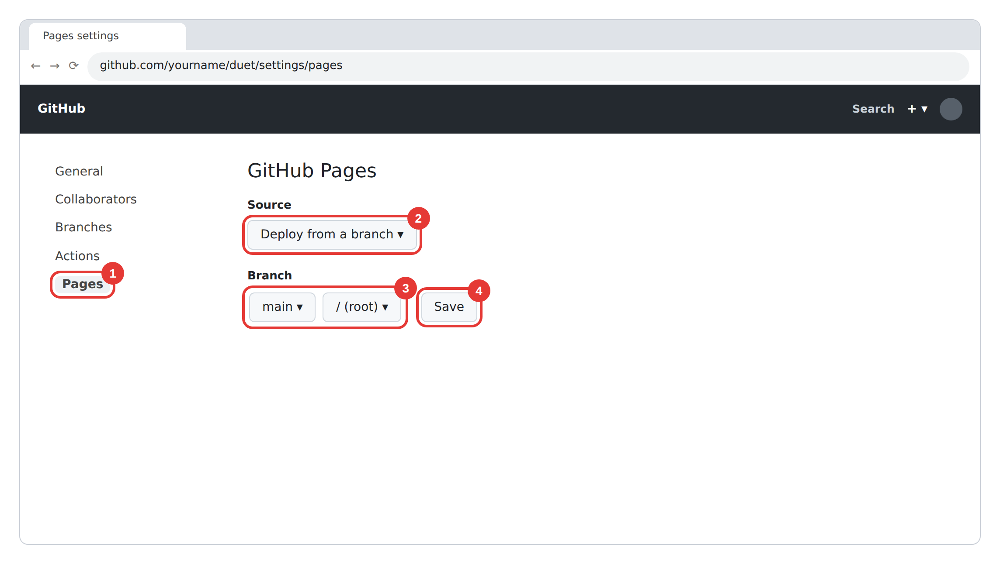 Pages settings
← → ⟳ github.com/yourname/duet/settings/pages
GitHub Search + ▾
General
Collaborators
Branches
Actions
Pages 1
GitHub Pages
Source
Deploy from a branch ▾ 2
Branch
main ▾ / (root) ▾ 3 Save 4